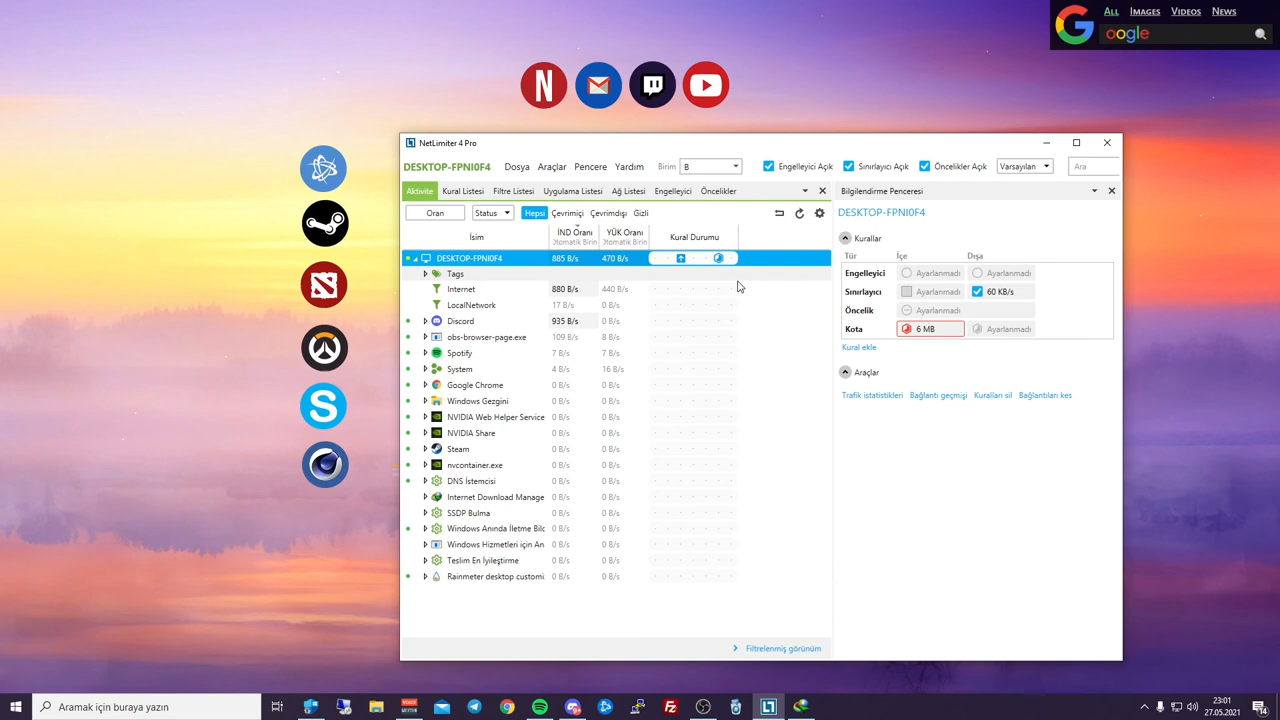 All Images Videos News
oogle
N
NetLimiter 4 Pro
DESKTOP-FPNI0F4 Dosya Araçlar Pencere Yardım Birim B Engelleyici Açık Sınırlayıcı Açık Öncelikler Açık Varsayılan Ara
Aktivite Kural Listesi Filtre Listesi Uygulama Listesi Ağ Listesi Engelleyici Öncelikler
Bilgilendirme Penceresi
Oran Status Hepsi Çevrimiçi Çevrimdışı Gizli
İsim İND Oranı YÜK Oranı Kural Durumu
Otomatik Birin Otomatik Birin
DESKTOP-FPNI0F4 885 B/s 470 B/s
Tags
Internet 880 B/s 440 B/s
LocalNetwork 17 B/s 0 B/s
Discord 935 B/s 0 B/s
obs-browser-page.exe 109 B/s 8 B/s
Spotify 7 B/s 7 B/s
System 4 B/s 16 B/s
Google Chrome 0 B/s 0 B/s
Windows Gezgini 0 B/s 0 B/s
NVIDIA Web Helper Service 0 B/s 0 B/s
NVIDIA Share 0 B/s 0 B/s
Steam 0 B/s 0 B/s
nvcontainer.exe 0 B/s 0 B/s
DNS İstemcisi 0 B/s 0 B/s
Internet Download Manage 0 B/s 0 B/s
SSDP Bulma 0 B/s 0 B/s
Windows Anında İletme Bilc 0 B/s 0 B/s
Windows Hizmetleri için An 0 B/s 0 B/s
Teslim En İyileştirme 0 B/s 0 B/s
Rainmeter desktop customi 0 B/s 0 B/s
Filtrelenmiş görünüm
DESKTOP-FPNI0F4
Kurallar
Tür İçe Dışa
Engelleyici Ayarlanmadı Ayarlanmadı
Sınırlayıcı Ayarlanmadı 60 KB/s
Öncelik Ayarlanmadı
Kota 6 MB Ayarlanmadı
Kural ekle
Araçlar
Trafik istatistikleri Bağlantı geçmişi Kuralları sil Bağlantıları kes
Aramak için buraya yazın
23:01
27.05.2021